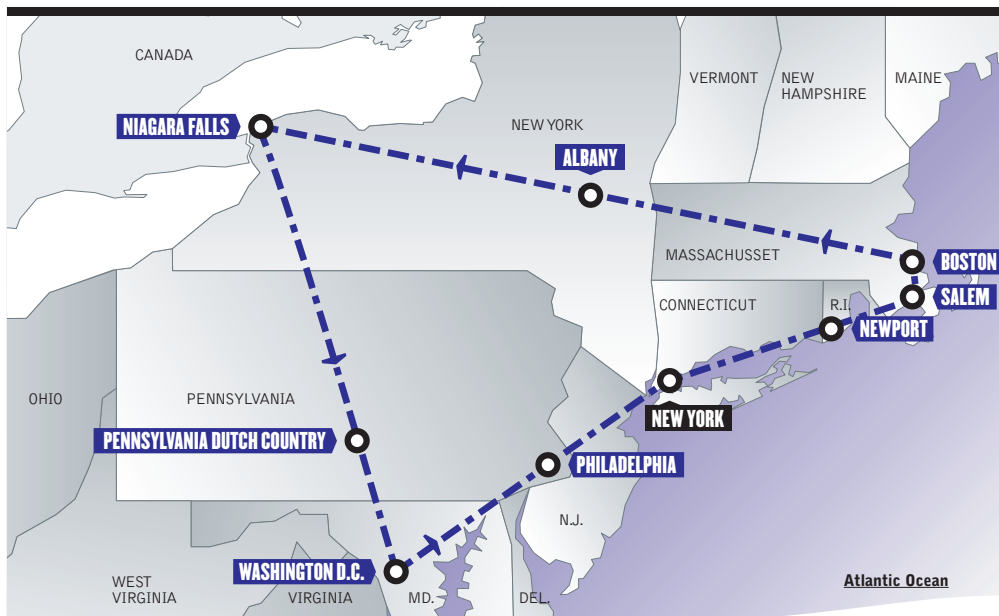 CANADA
VERMONT
NEW
HAMPSHIRE
MAINE
NIAGARA FALLS
NEW YORK
ALBANY
MASSACHUSSET
BOSTON
SALEM
CONNECTICUT
R.I.
NEWPORT
OHIO
PENNSYLVANIA
NEW YORK
PENNSYLVANIA DUTCH COUNTRY
PHILADELPHIA
N.J.
WASHINGTON D.C.
WEST
VIRGINIA
VIRGINIA
MD.
DEL.
Atlantic Ocean